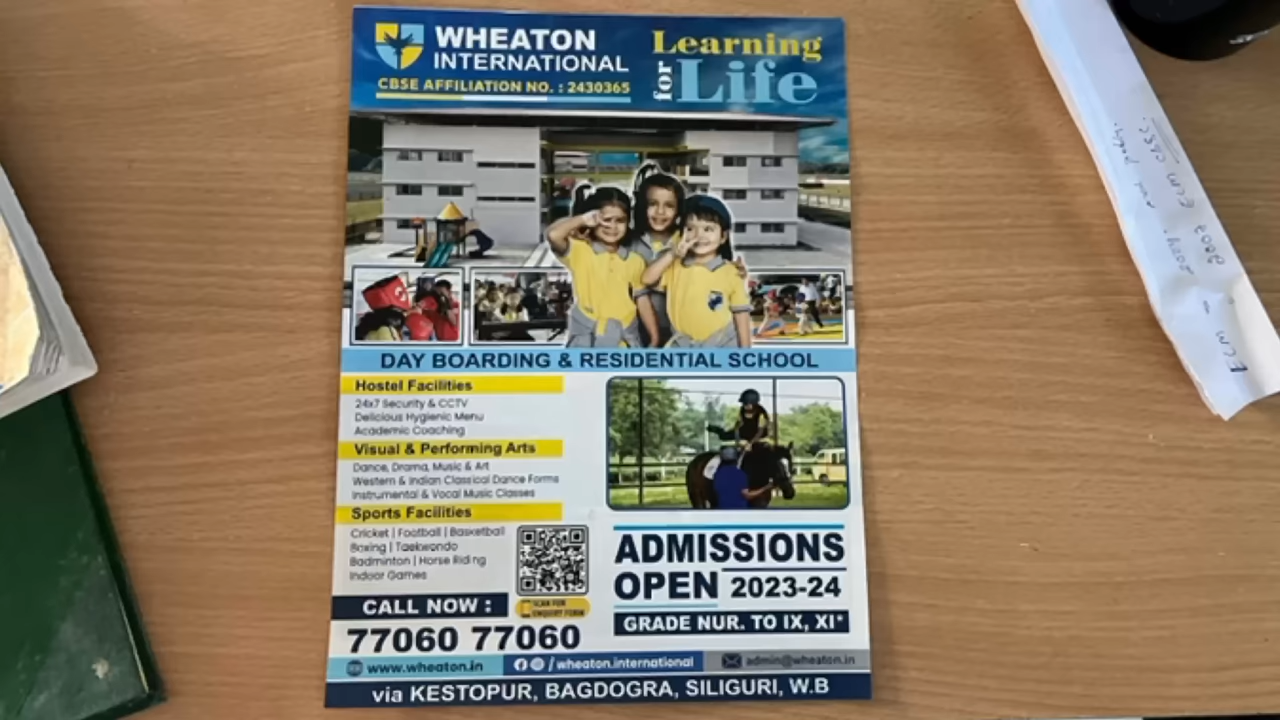 WHEATON
INTERNATIONAL
CBSE AFFILIATION NO. : 2430365
Learning
for Life
DAY BOARDING & RESIDENTIAL SCHOOL
Hostel Facilities
24x7 Security & CCTV
Delicious Hygienic Menu
Academic Coaching
Visual & Performing Arts
Dance, Drama, Music & Art
Western & Indian Classical Dance Forms
Instrumental & Vocal Music Classes
Sports Facilities
Cricket | Football | Basketball
Boxing | Taekwondo
Badminton | Horse Riding
Indoor Games
SCAN FOR
ENQUIRY FORM
CALL NOW :
77060 77060
ADMISSIONS
OPEN 2023-24
GRADE NUR. TO IX, XI*
www.wheaton.in
/wheaton.international
admin@wheaton.in
via KESTOPUR, BAGDOGRA, SILIGURI, W.B